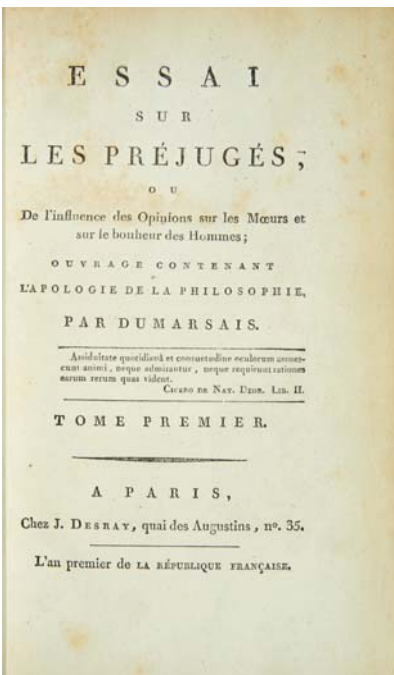 ESSAI
SUR
LES PRÉJUGÉS;
OU
De l'influence des Opinions sur les Mœurs et
sur le bonheur des Hommes;
OUVRAGE CONTENANT
L'APOLOGIE DE LA PHILOSOPHIE,
PAR DUMARSAIS.
Assiduitate quotidianâ et consuetudine oculorum assues-
cunt animi, neque admirantur, neque requirunt rationes
earum rerum quas vident.
CICERO DE NAT. DEOR. LIB. II.
TOME PREMIER.
A PARIS,
Chez J. DESRAY, quai des Augustins, nº. 35.
L'an premier de LA RÉPUBLIQUE FRANÇAISE.